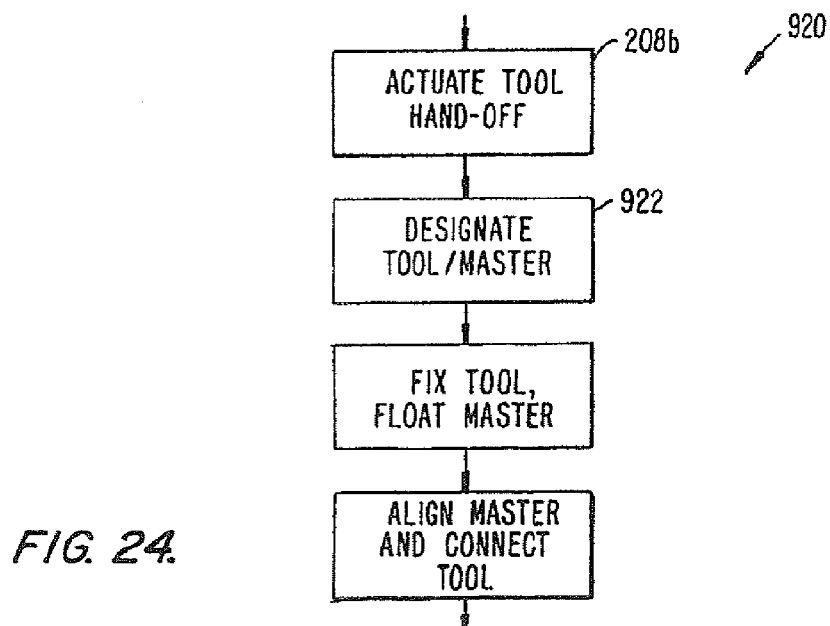 920
208b
ACTUATE TOOL
HAND-OFF
922
DESIGNATE
TOOL/MASTER
FIX TOOL,
FLOAT MASTER
ALIGN MASTER
AND CONNECT
TOOL
FIG. 24.